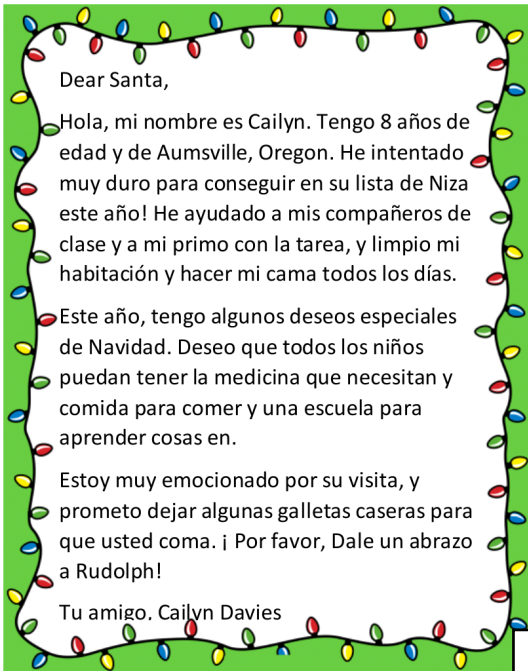 Dear Santa,
Hola, mi nombre es Cailyn. Tengo 8 años de
edad y de Aumsville, Oregon. He intentado
muy duro para conseguir en su lista de Niza
este año! He ayudado a mis compañeros de
clase y a mi primo con la tarea, y limpio mi
habitación y hacer mi cama todos los días.
Este año, tengo algunos deseos especiales
de Navidad. Deseo que todos los niños
puedan tener la medicina que necesitan y
comida para comer y una escuela para
aprender cosas en.
Estoy muy emocionado por su visita, y
prometo dejar algunas galletas caseras para
que usted coma. ¡ Por favor, Dale un abrazo
a Rudolph!
Tu amigo, Cailyn Davies